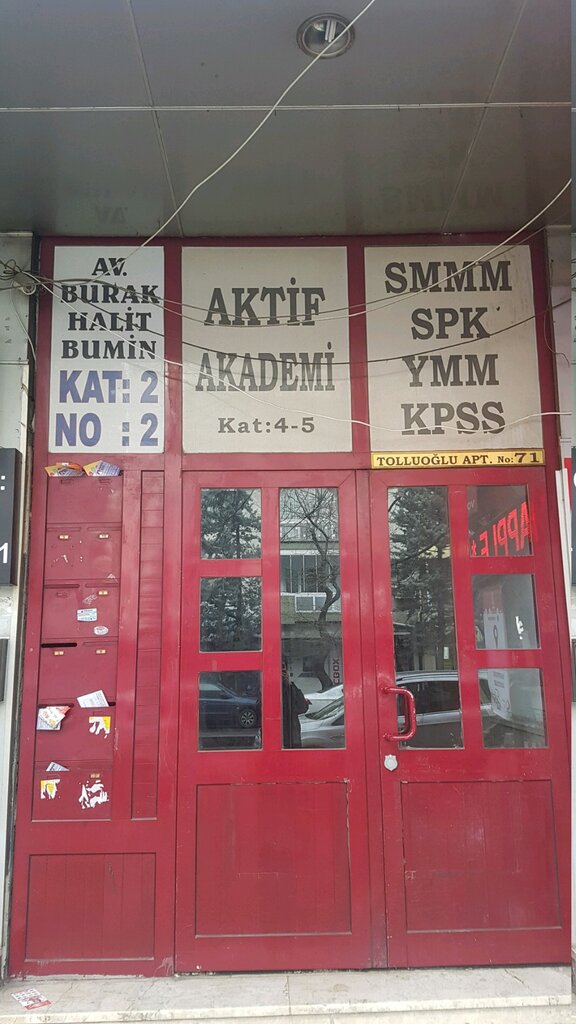 AV.
BURAK
HALİT
BUMİN
KAT: 2
NO : 2
AKTİF
AKADEMİ
Kat:4-5
SMMM
SPK
YMM
KPSS
TOLLUOĞLU APT. No:71
APPLE